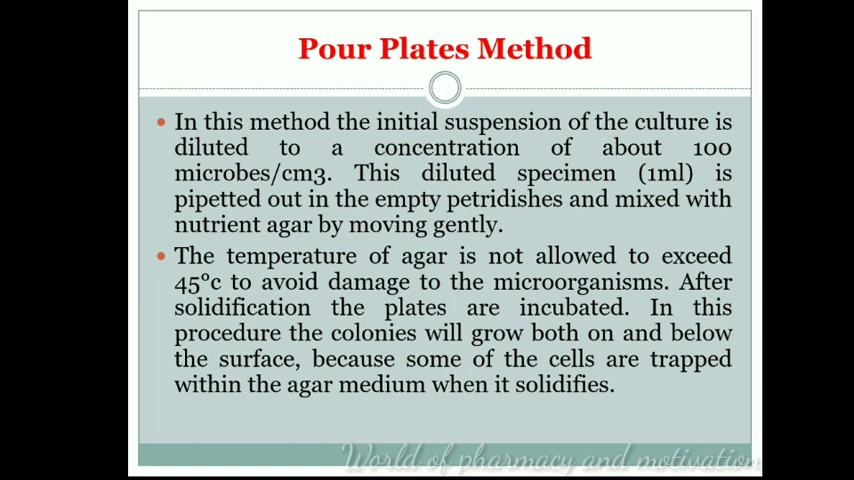 Pour Plates Method
• In this method the initial suspension of the culture is
diluted to a concentration of about 100
microbes/cm3. This diluted specimen (1ml) is
pipetted out in the empty petridishes and mixed with
nutrient agar by moving gently.
• The temperature of agar is not allowed to exceed
45°c to avoid damage to the microorganisms. After
solidification the plates are incubated. In this
procedure the colonies will grow both on and below
the surface, because some of the cells are trapped
within the agar medium when it solidifies.
World of pharmacy and motivation